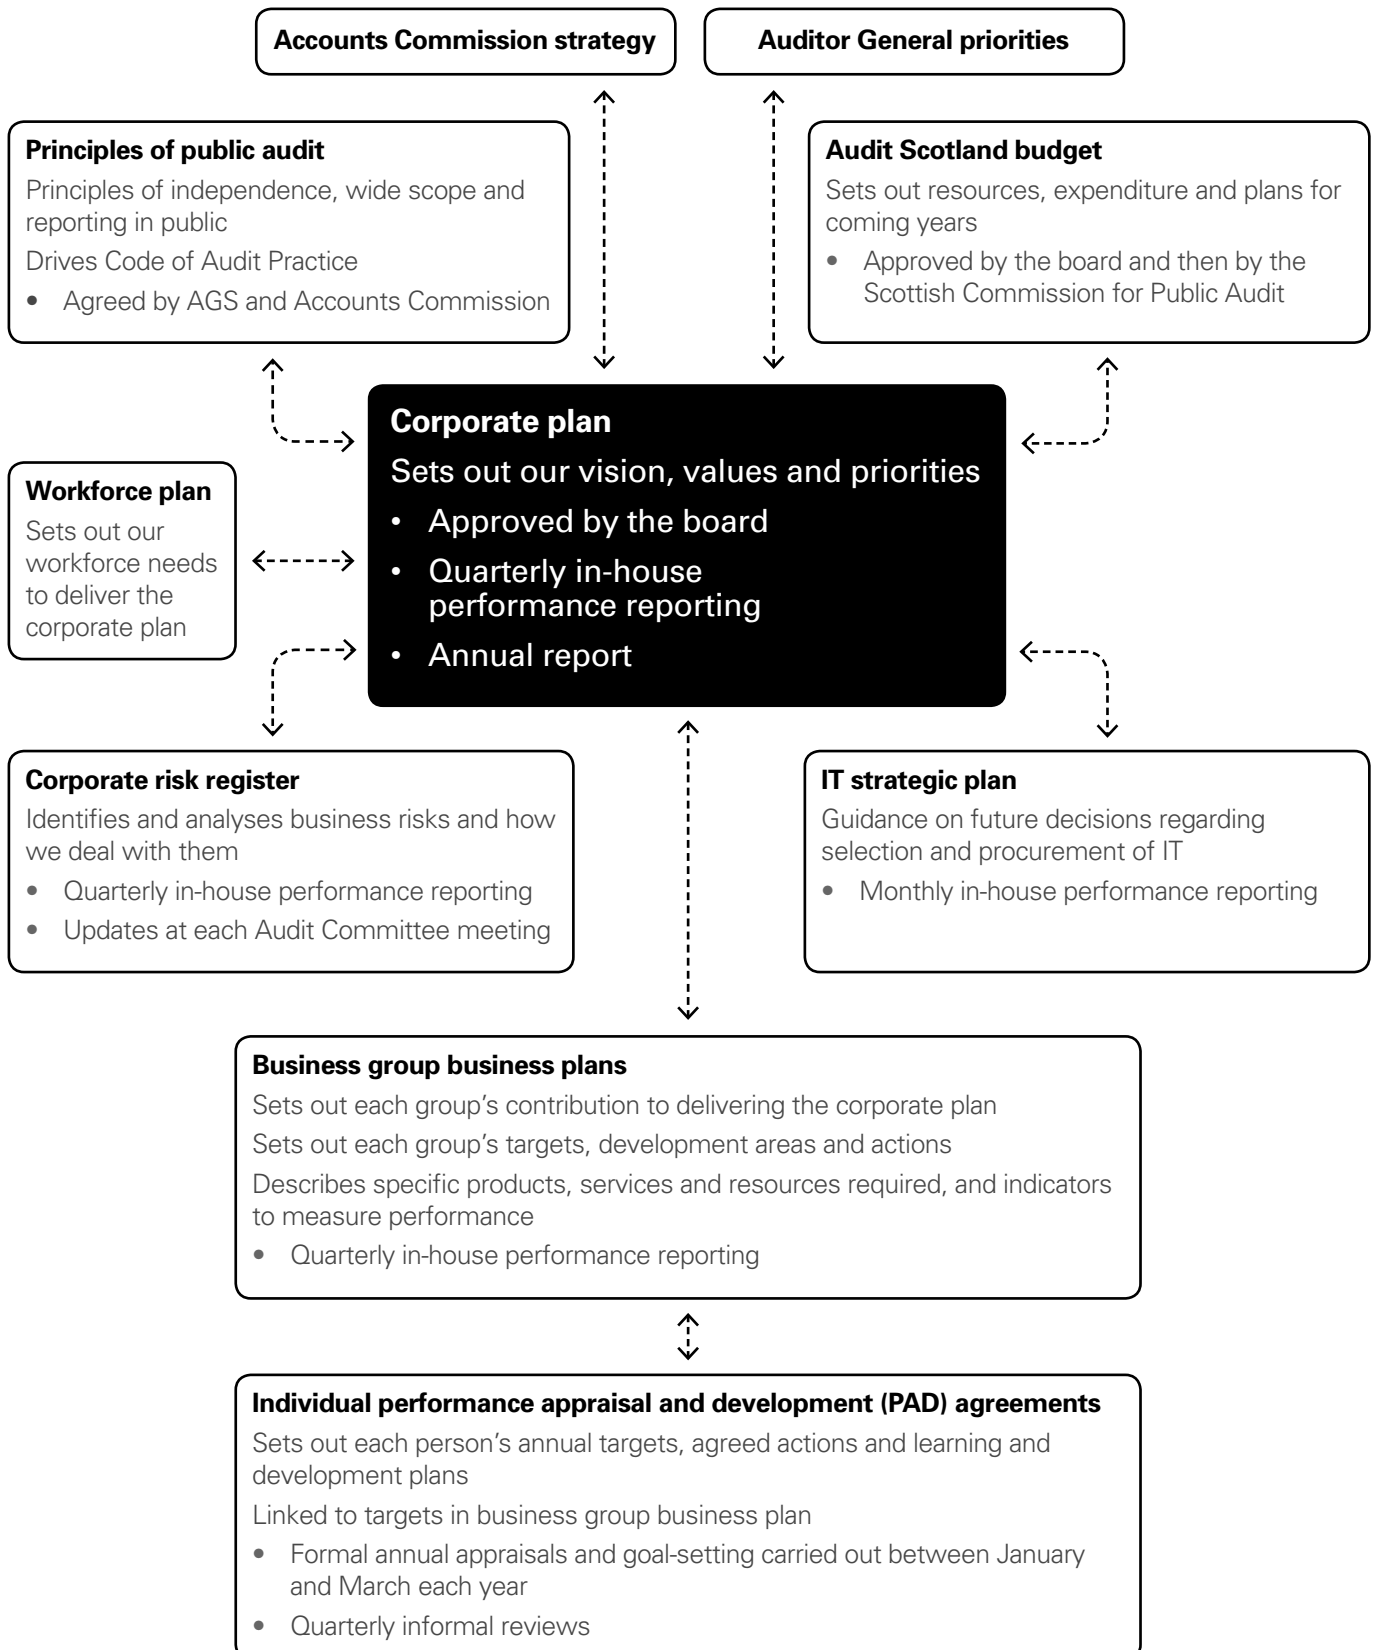 Accounts Commission strategy
Auditor General priorities
Principles of public audit
Principles of independence, wide scope and
reporting in public
Drives Code of Audit Practice
• Agreed by AGS and Accounts Commission
Audit Scotland budget
Sets out resources, expenditure and plans for
coming years
• Approved by the board and then by the
Scottish Commission for Public Audit
Corporate plan
Sets out our vision, values and priorities
• Approved by the board
• Quarterly in-house
performance reporting
• Annual report
Workforce plan
Sets out our
workforce needs
to deliver the
corporate plan
Corporate risk register
Identifies and analyses business risks and how
we deal with them
• Quarterly in-house performance reporting
• Updates at each Audit Committee meeting
IT strategic plan
Guidance on future decisions regarding
selection and procurement of IT
• Monthly in-house performance reporting
Business group business plans
Sets out each group’s contribution to delivering the corporate plan
Sets out each group’s targets, development areas and actions
Describes specific products, services and resources required, and indicators
to measure performance
• Quarterly in-house performance reporting
Individual performance appraisal and development (PAD) agreements
Sets out each person’s annual targets, agreed actions and learning and
development plans
Linked to targets in business group business plan
• Formal annual appraisals and goal-setting carried out between January
and March each year
• Quarterly informal reviews